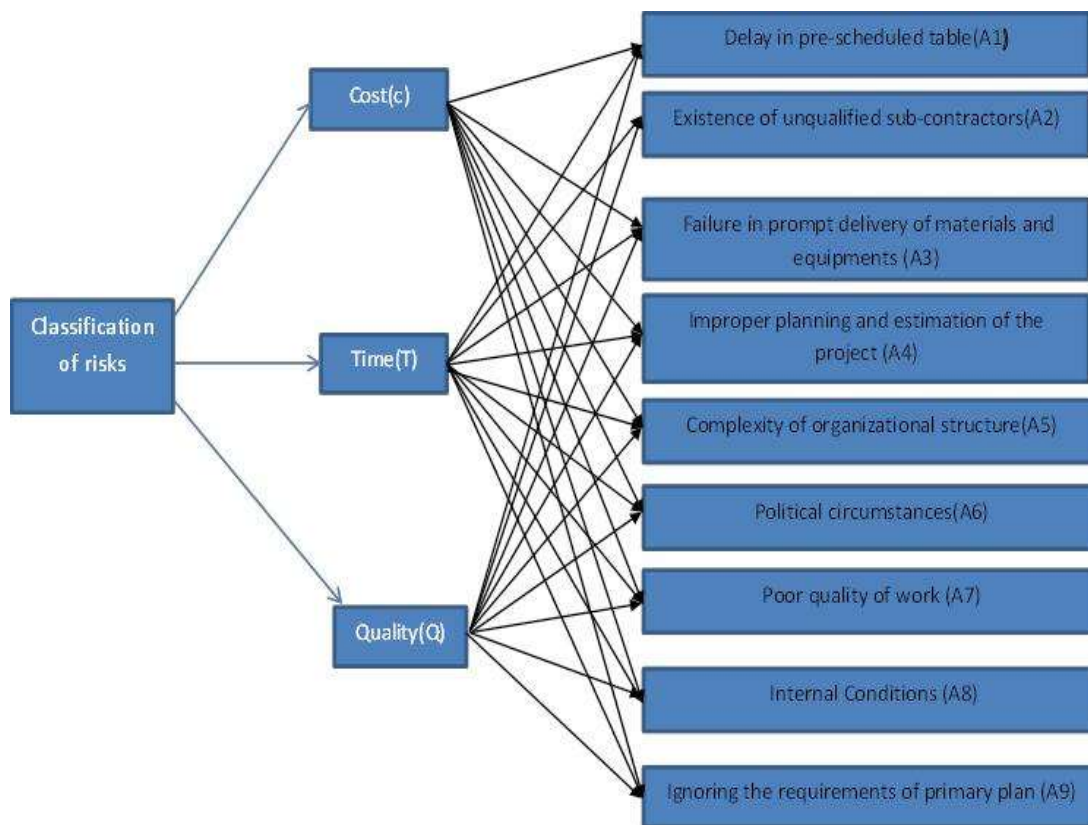 Classification
of risks
Cost(c)
Time(T)
Quality(Q)
Delay in pre-scheduled table(A1)
Existence of unqualified sub-contractors(A2)
Failure in prompt delivery of materials and
equipments (A3)
Improper planning and estimation of the
project (A4)
Complexity of organizational structure(A5)
Political circumstances(A6)
Poor quality of work (A7)
Internal Conditions (A8)
Ignoring the requirements of primary plan (A9)